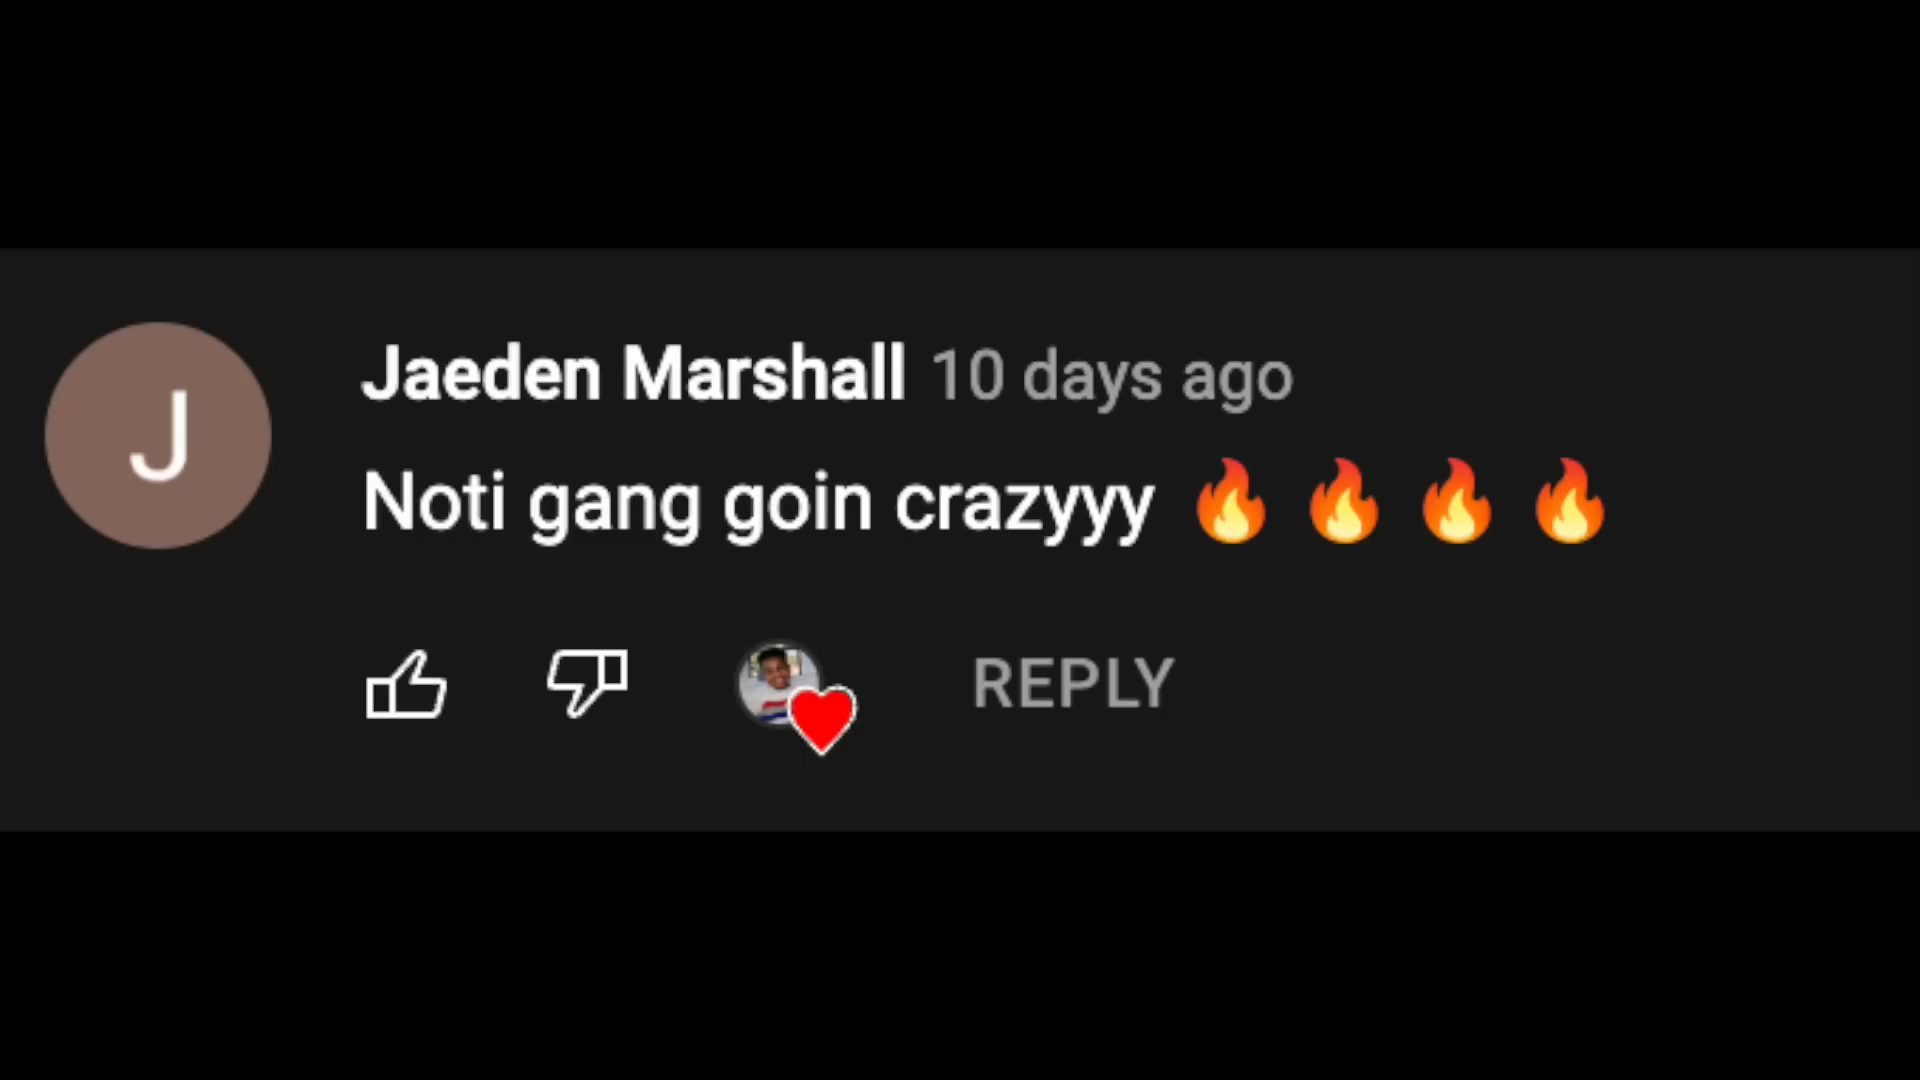 J
Jaeden Marshall 10 days ago
Noti gang goin crazyyy 🔥 🔥 🔥 🔥
REPLY